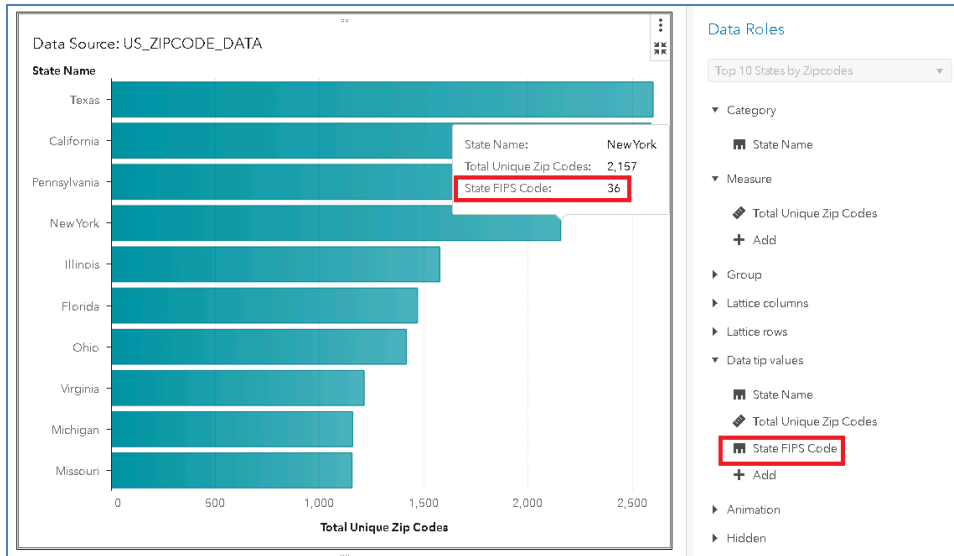 Data Source: US_ZIPCODE_DATA
State Name
Texas
California
Pennsylvania
New York
Illinois
Florida
Ohio
Virginia
Michigan
Missouri
0 500 1,000 1,500 2,000 2,500
Total Unique Zip Codes
State Name: New York
Total Unique Zip Codes: 2,157
State FIPS Code: 36
Data Roles
Top 10 States by Zipcodes
Category
State Name
Measure
Total Unique Zip Codes
Add
Group
Lattice columns
Lattice rows
Data tip values
State Name
Total Unique Zip Codes
State FIPS Code
Add
Animation
Hidden